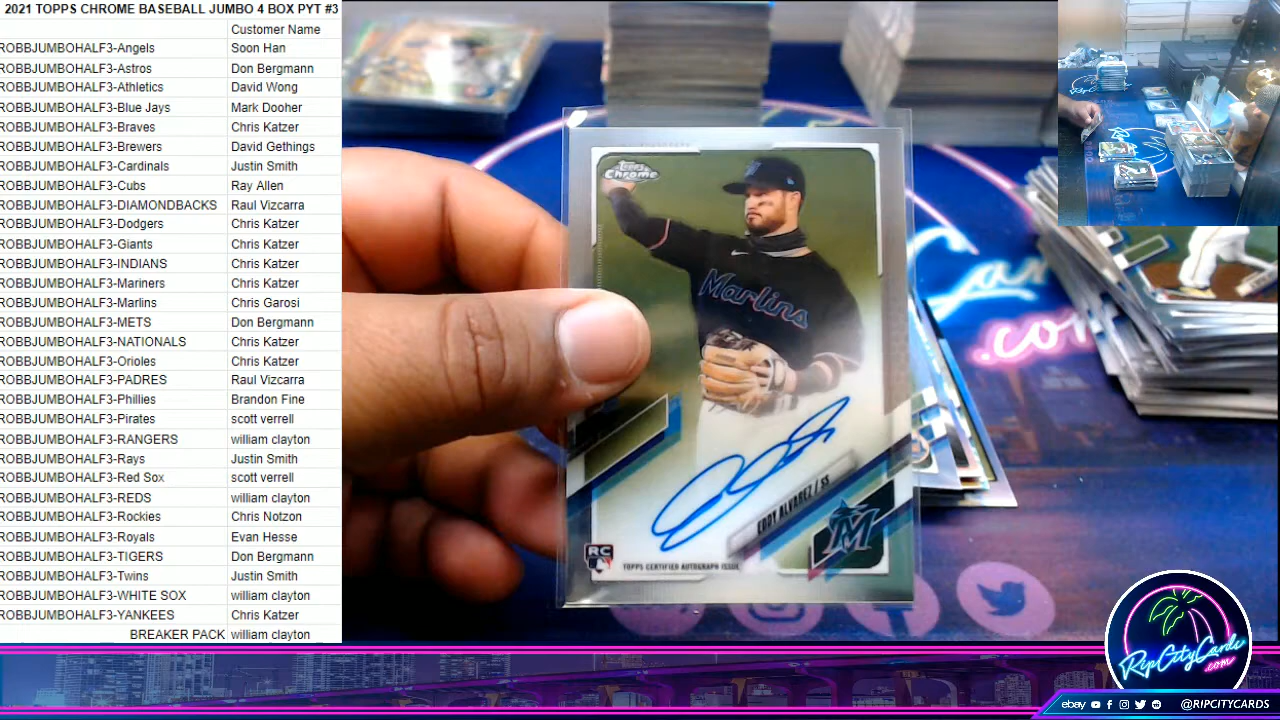 2021 TOPPS CHROME BASEBALL JUMBO 4 BOX PYT #3
Customer Name
ROBBJUMBOHALF3-Angels Soon Han
ROBBJUMBOHALF3-Astros Don Bergmann
ROBBJUMBOHALF3-Athletics David Wong
ROBBJUMBOHALF3-Blue Jays Mark Dooher
ROBBJUMBOHALF3-Braves Chris Katzer
ROBBJUMBOHALF3-Brewers David Gethings
ROBBJUMBOHALF3-Cardinals Justin Smith
ROBBJUMBOHALF3-Cubs Ray Allen
ROBBJUMBOHALF3-DIAMONDBACKS Raul Vizcarra
ROBBJUMBOHALF3-Dodgers Chris Katzer
ROBBJUMBOHALF3-Giants Chris Katzer
ROBBJUMBOHALF3-INDIANS Chris Katzer
ROBBJUMBOHALF3-Mariners Chris Katzer
ROBBJUMBOHALF3-Marlins Chris Garosi
ROBBJUMBOHALF3-METS Don Bergmann
ROBBJUMBOHALF3-NATIONALS Chris Katzer
ROBBJUMBOHALF3-Orioles Chris Katzer
ROBBJUMBOHALF3-PADRES Raul Vizcarra
ROBBJUMBOHALF3-Phillies Brandon Fine
ROBBJUMBOHALF3-Pirates scott verrell
ROBBJUMBOHALF3-RANGERS william clayton
ROBBJUMBOHALF3-Rays Justin Smith
ROBBJUMBOHALF3-Red Sox scott verrell
ROBBJUMBOHALF3-REDS william clayton
ROBBJUMBOHALF3-Rockies Chris Notzon
ROBBJUMBOHALF3-Royals Evan Hesse
ROBBJUMBOHALF3-TIGERS Don Bergmann
ROBBJUMBOHALF3-Twins Justin Smith
ROBBJUMBOHALF3-WHITE SOX william clayton
ROBBJUMBOHALF3-YANKEES Chris Katzer
BREAKER PACK william clayton
Topps
Chrome
Marlins
EDDY ALVAREZ / SS
M
RC
TOPPS CERTIFIED AUTOGRAPH ISSUE
.com
RipCityCards
.com
ebay @RIPCITYCARDS